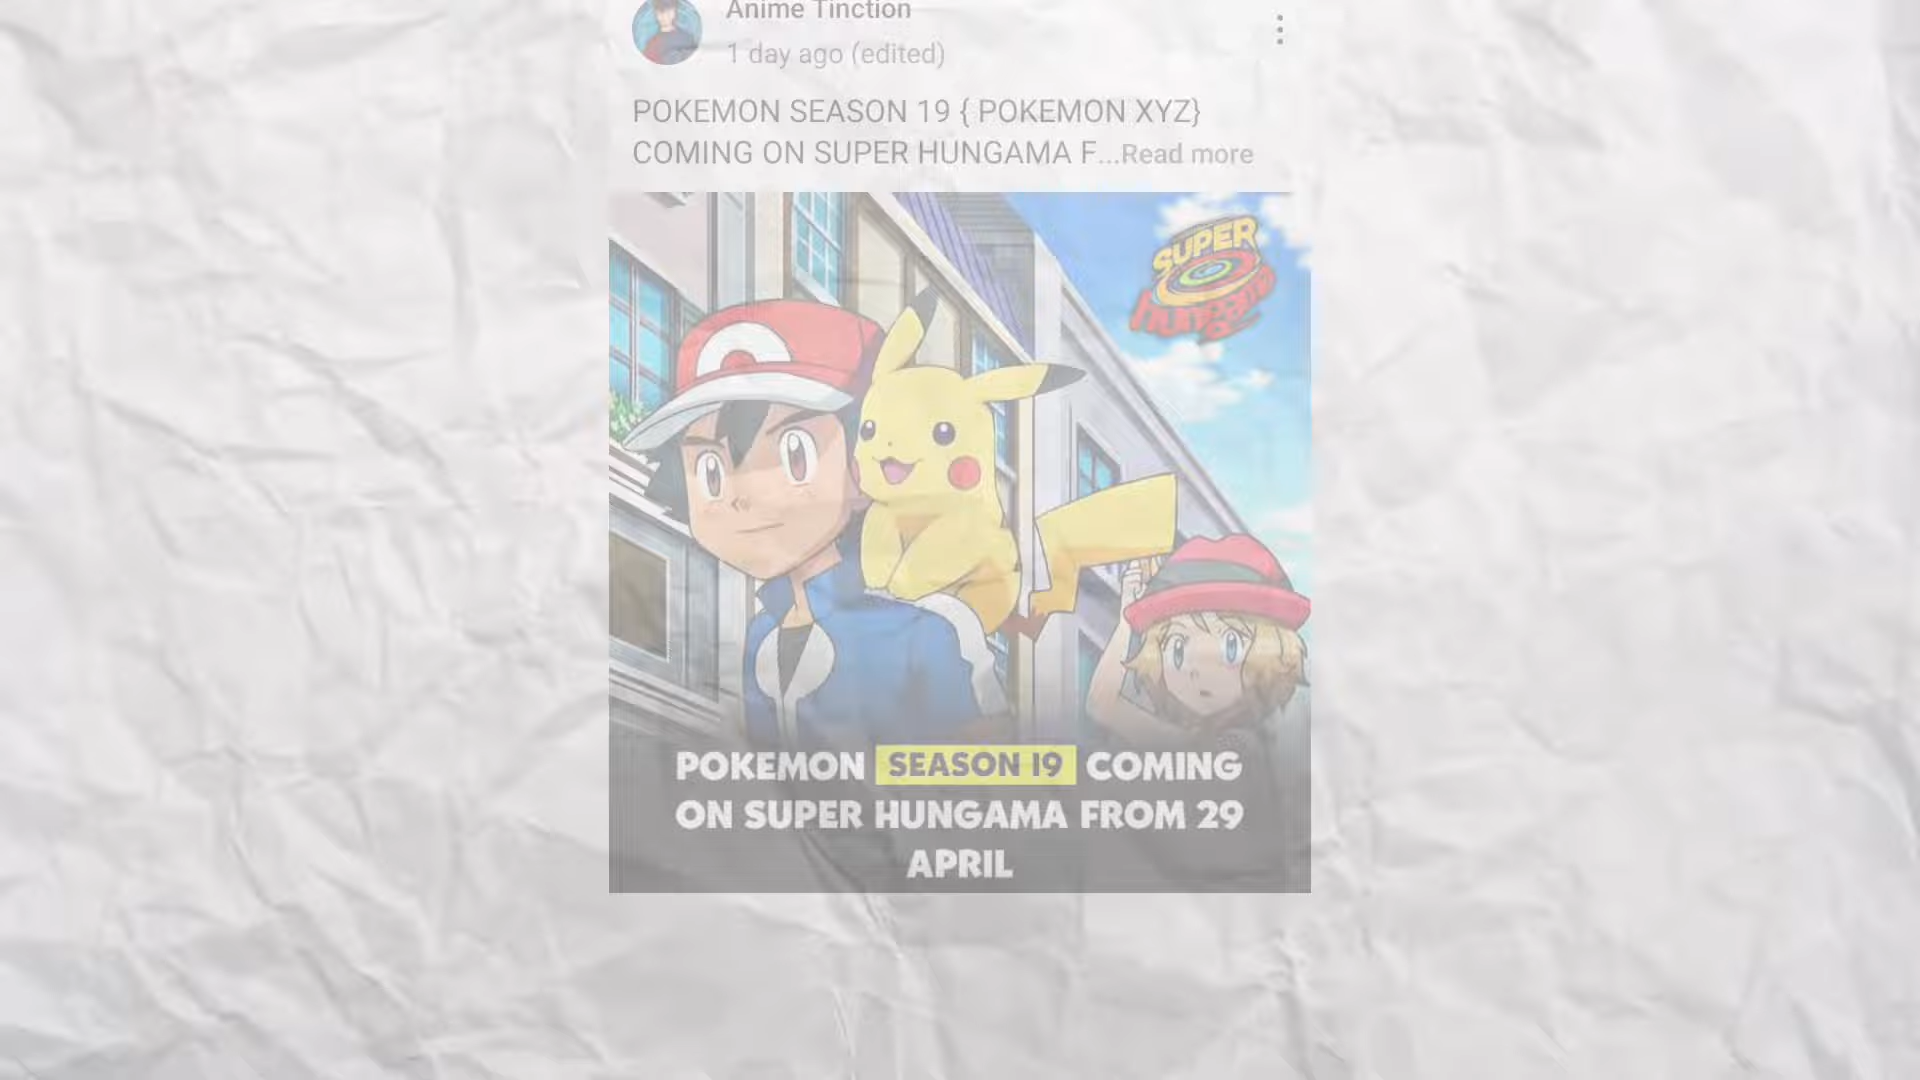 Anime Tinction
1 day ago (edited)
POKEMON SEASON 19 { POKEMON XYZ}
COMING ON SUPER HUNGAMA F...Read more
SUPER
hungama
POKEMON SEASON 19 COMING
ON SUPER HUNGAMA FROM 29
APRIL